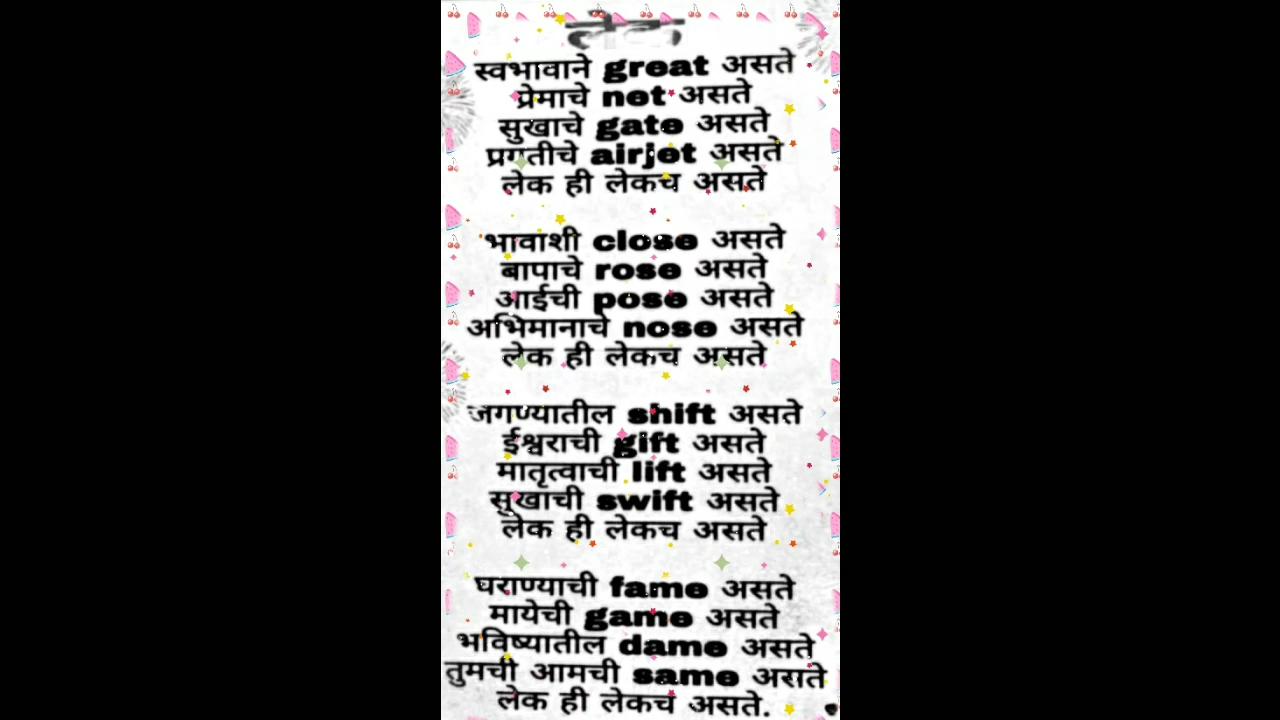 लेक
स्वभावाने great असते
प्रेमाचे net असते
सुखाचे gate असते
प्रगतीचे airjet असते
लेक ही लेकच असते
भावाशी close असते
बापाचे rose असते
आईची pose असते
अभिमानाचे nose असते
लेक ही लेकच असते
जगण्यातील shift असते
ईश्वराची gift असते
मातृत्वाची lift असते
सुखाची swift असते
लेक ही लेकच असते
घराण्याची fame असते
मायेची game असते
भविष्यातील dame असते
तुमची आमची same असते
लेक ही लेकच असते.